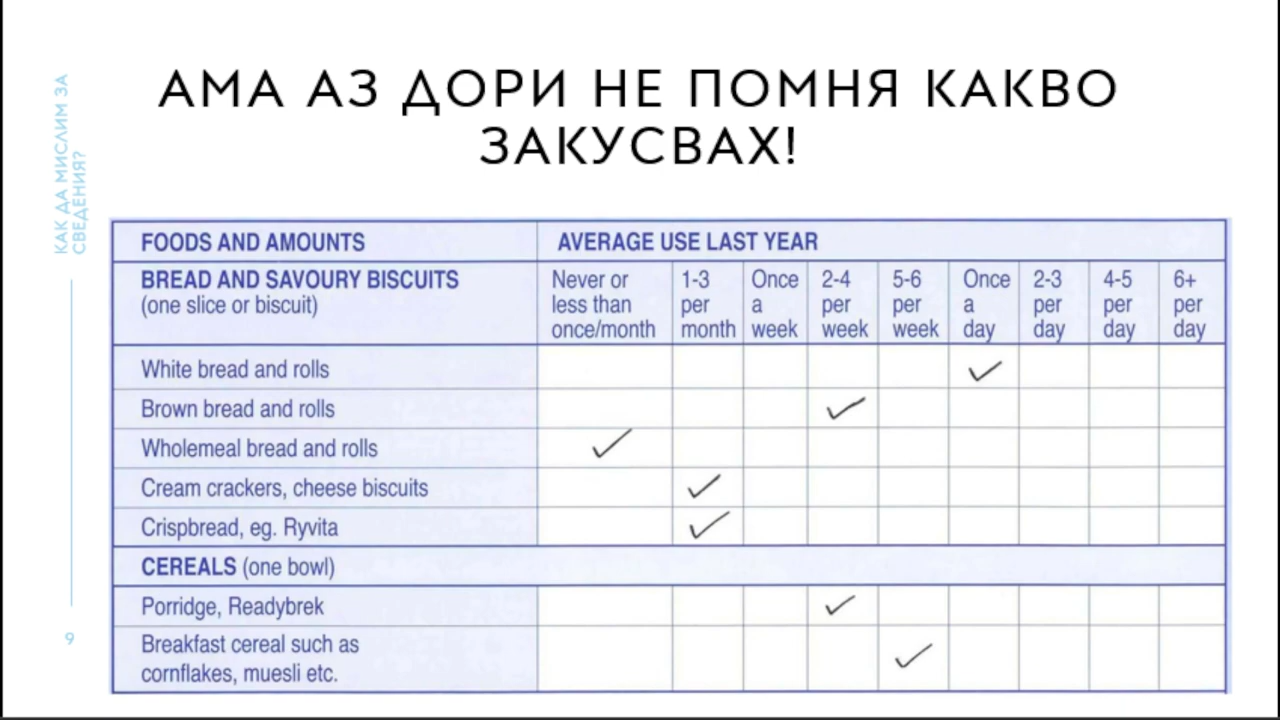 КАК ДА МИСЛИМ ЗА
СВЕДЕНИЯ?
АМА АЗ ДОРИ НЕ ПОМНЯ КАКВО
ЗАКУСВАХ!
FOODS AND AMOUNTS AVERAGE USE LAST YEAR
BREAD AND SAVOURY BISCUITS
(one slice or biscuit)
Never or
less than
once/month
1-3
per
month
Once
a
week
2-4
per
week
5-6
per
week
Once
a
day
2-3
per
day
4-5
per
day
6+
per
day
White bread and rolls
Brown bread and rolls
Wholemeal bread and rolls
Cream crackers, cheese biscuits
Crispbread, eg. Ryvita
CEREALS (one bowl)
Porridge, Readybrek
Breakfast cereal such as
cornflakes, muesli etc.
9